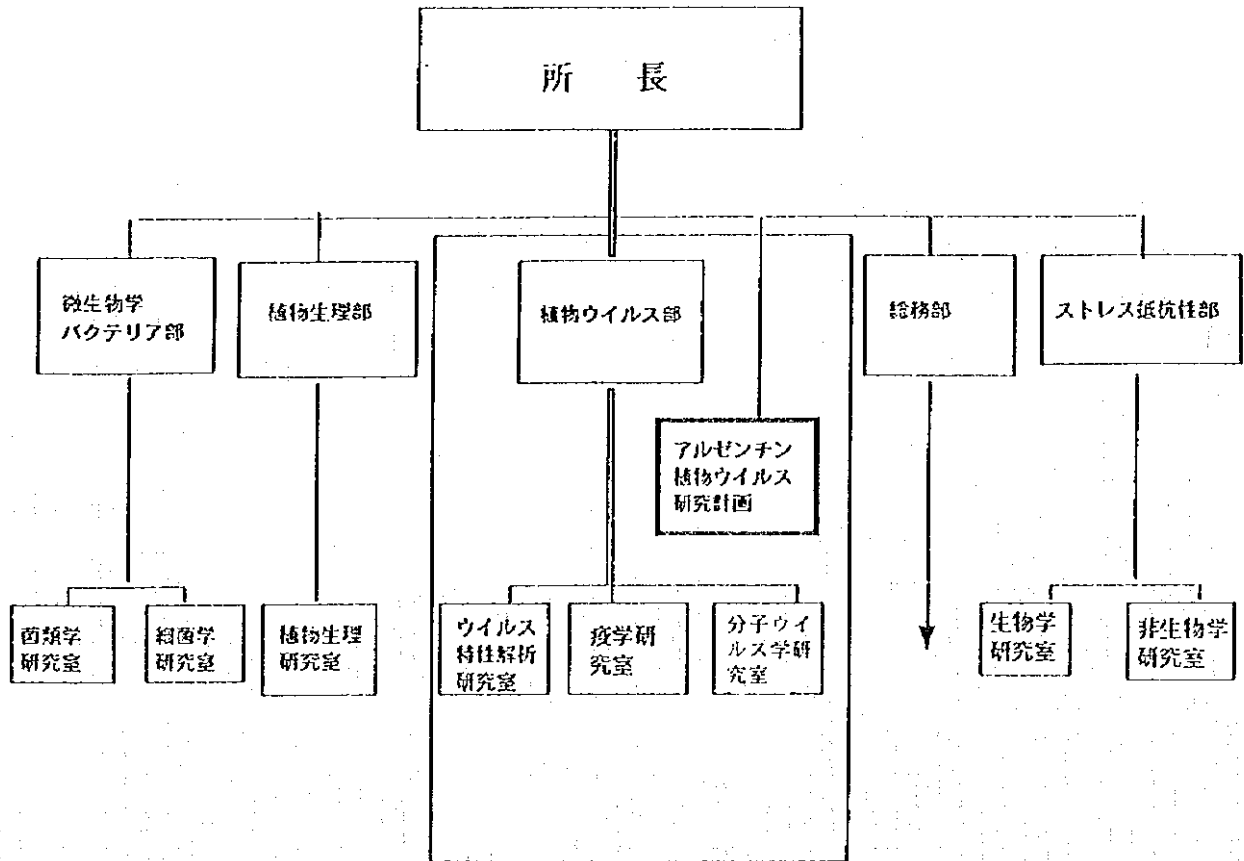 所 長
微生物学
バクテリア部
植物生理部
植物ウイルス部
総務部
ストレス抵抗性部
アルゼンチン
植物ウイルス
研究計画
菌類学
研究室
細菌学
研究室
植物生理
研究室
ウイルス
特性解析
研究室
疫学研
究室
分子ウイ
ルス学研
究室
生物学
研究室
非生物学
研究室